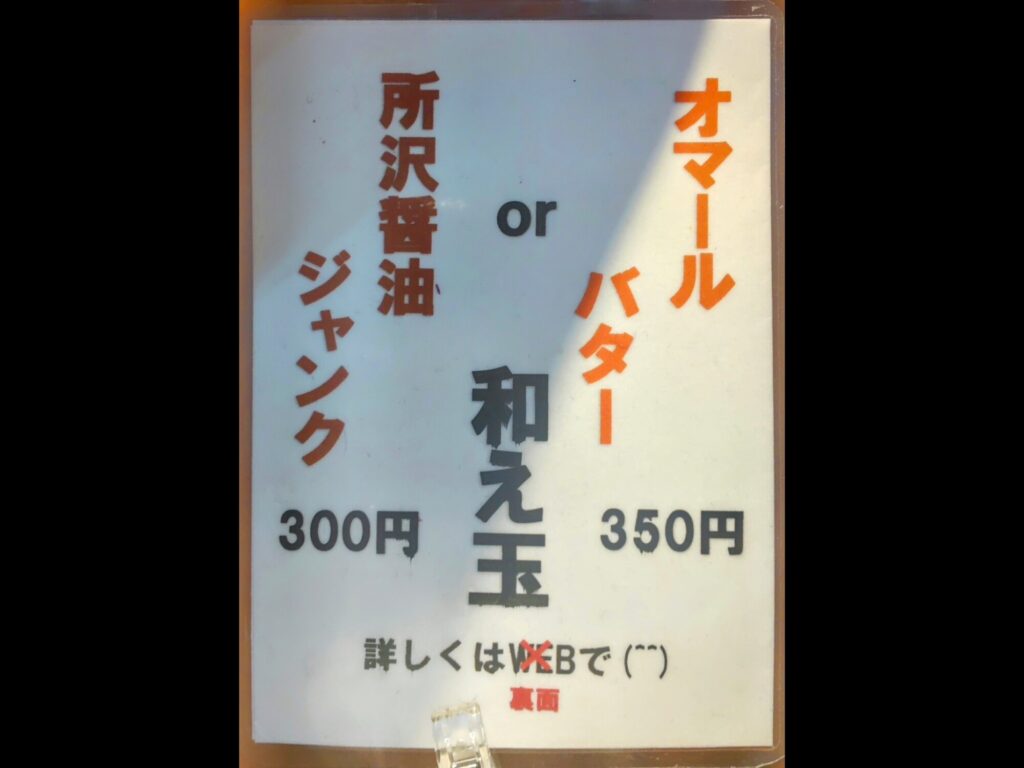 オマール
バター
350円
or
和え玉
所沢醤油
ジャンク
300円
詳しくはWEBで(^^)
裏面